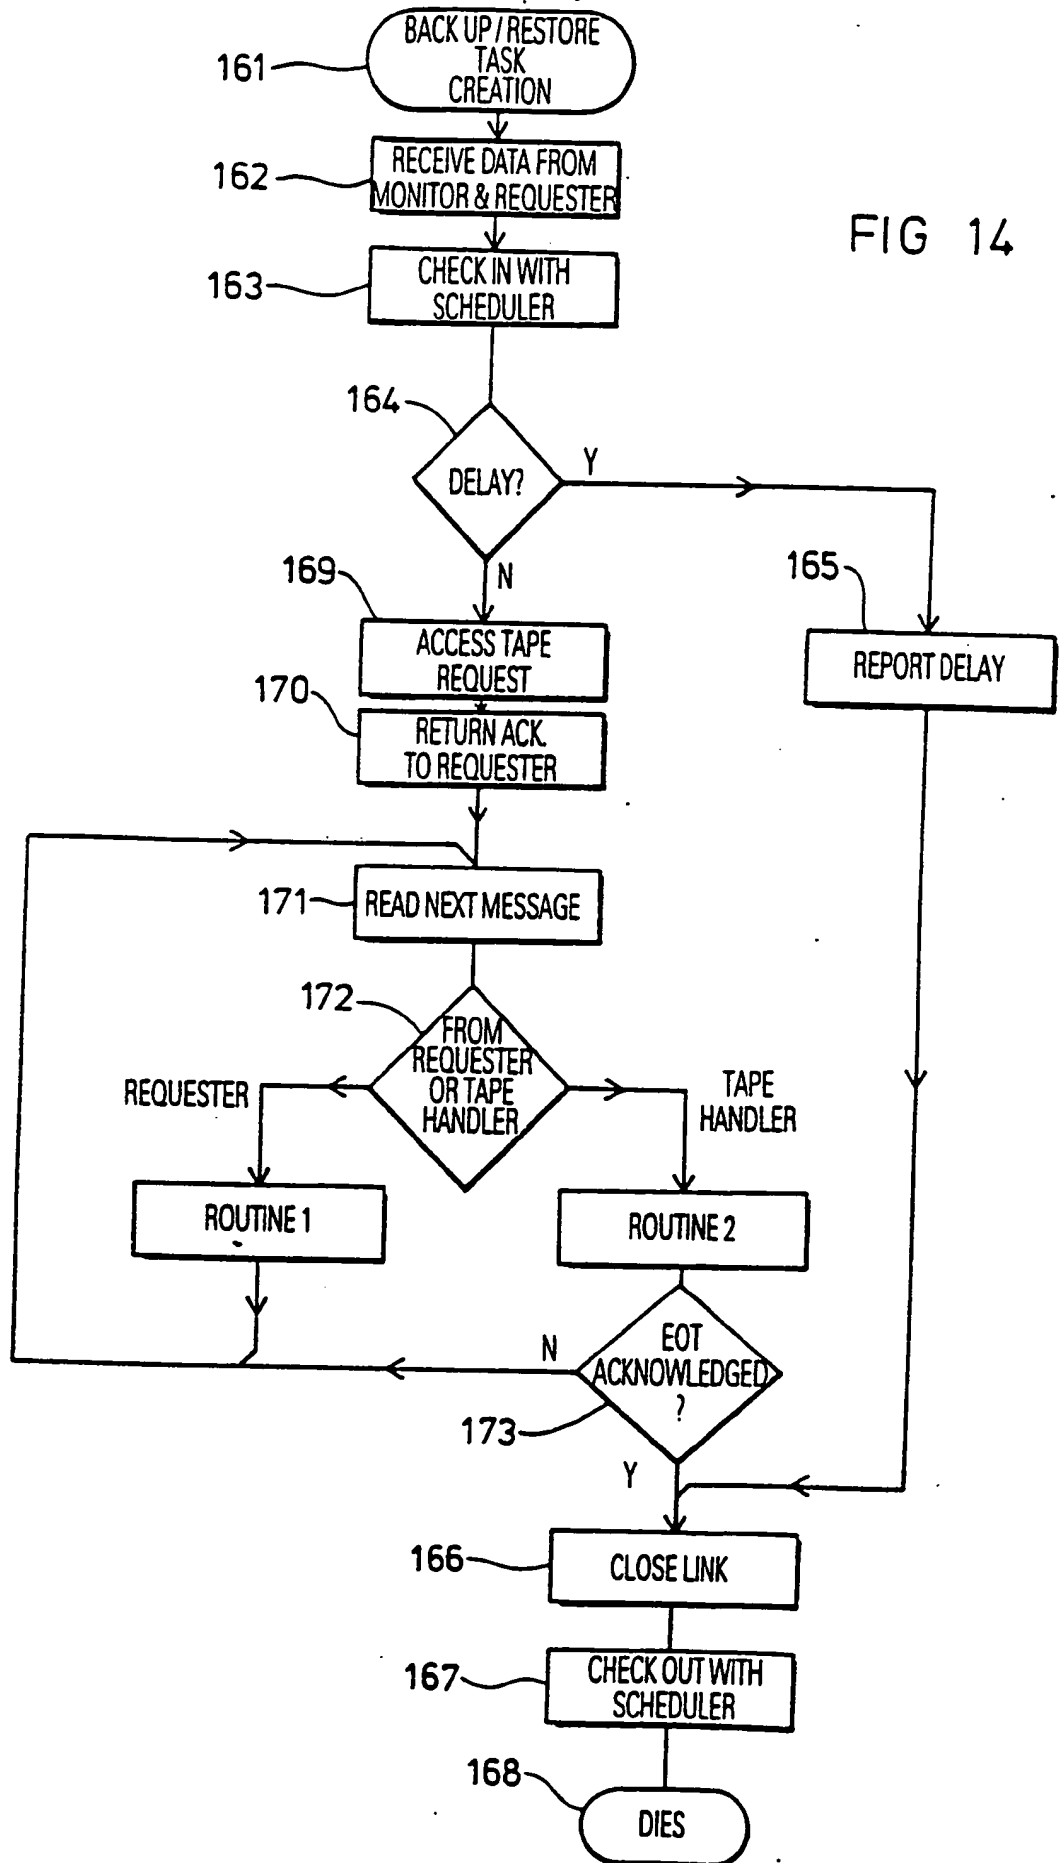 BACK UP / RESTORE
TASK
CREATION
161
RECEIVE DATA FROM
MONITOR & REQUESTER
162
FIG 14
CHECK IN WITH
SCHEDULER
163
164
DELAY?
Y
N
169
165
ACCESS TAPE
REQUEST
REPORT DELAY
170
RETURN ACK.
TO REQUESTER
171
READ NEXT MESSAGE
172
FROM
REQUESTER
OR TAPE
HANDLER
REQUESTER
TAPE
HANDLER
ROUTINE 1
ROUTINE 2
N
EOT
ACKNOWLEDGED
?
173
Y
166
CLOSE LINK
167
CHECK OUT WITH
SCHEDULER
168
DIES